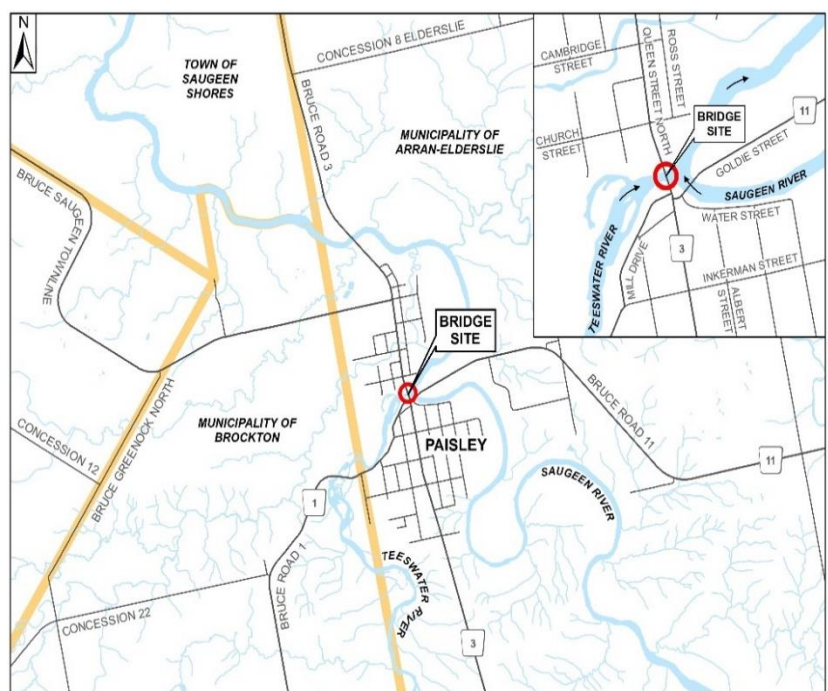 N
TOWN OF
SAUGEEN
SHORES
CONCESSION 8 ELDERSLIE
BRUCE ROAD 3
MUNICIPALITY OF
ARRAN-ELDERSLIE
BRUCE SAUGEEN TOWNLINE
BRIDGE
SITE
MUNICIPALITY OF
BROCKTON
PAISLEY
BRUCE GREENOCK NORTH
CONCESSION 12
BRUCE ROAD 11
11
SAUGEEN RIVER
1
BRUCE ROAD 1
TEESWATER
RIVER
CONCESSION 22
3
CAMBRIDGE
STREET
QUEEN STREET NORTH
ROSS STREET
BRIDGE
SITE
11
CHURCH
STREET
GOLDIE STREET
SAUGEEN RIVER
WATER STREET
3
TEESWATER RIVER
MILL DRIVE
INKERMAN STREET
ALBERT
STREET